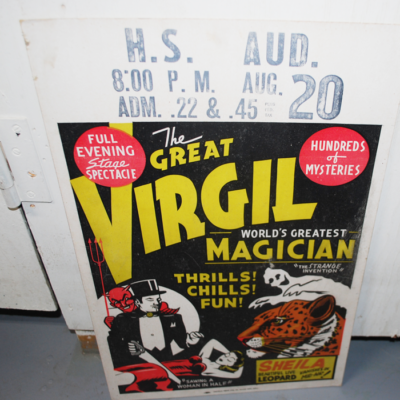 H.S. AUD.
8:00 P. M. AUG. 20
ADM. .22 & .45
FULL
EVENING
Stage
SPECTACLE
The
GREAT
VIRGIL
HUNDREDS
of
MYSTERIES
WORLD'S GREATEST
MAGICIAN
"THE STRANGE
INVENTION"
THRILLS!
CHILLS!
FUN!
"SAWING A
WOMAN IN HALF"
SHEILA
LEOPARD